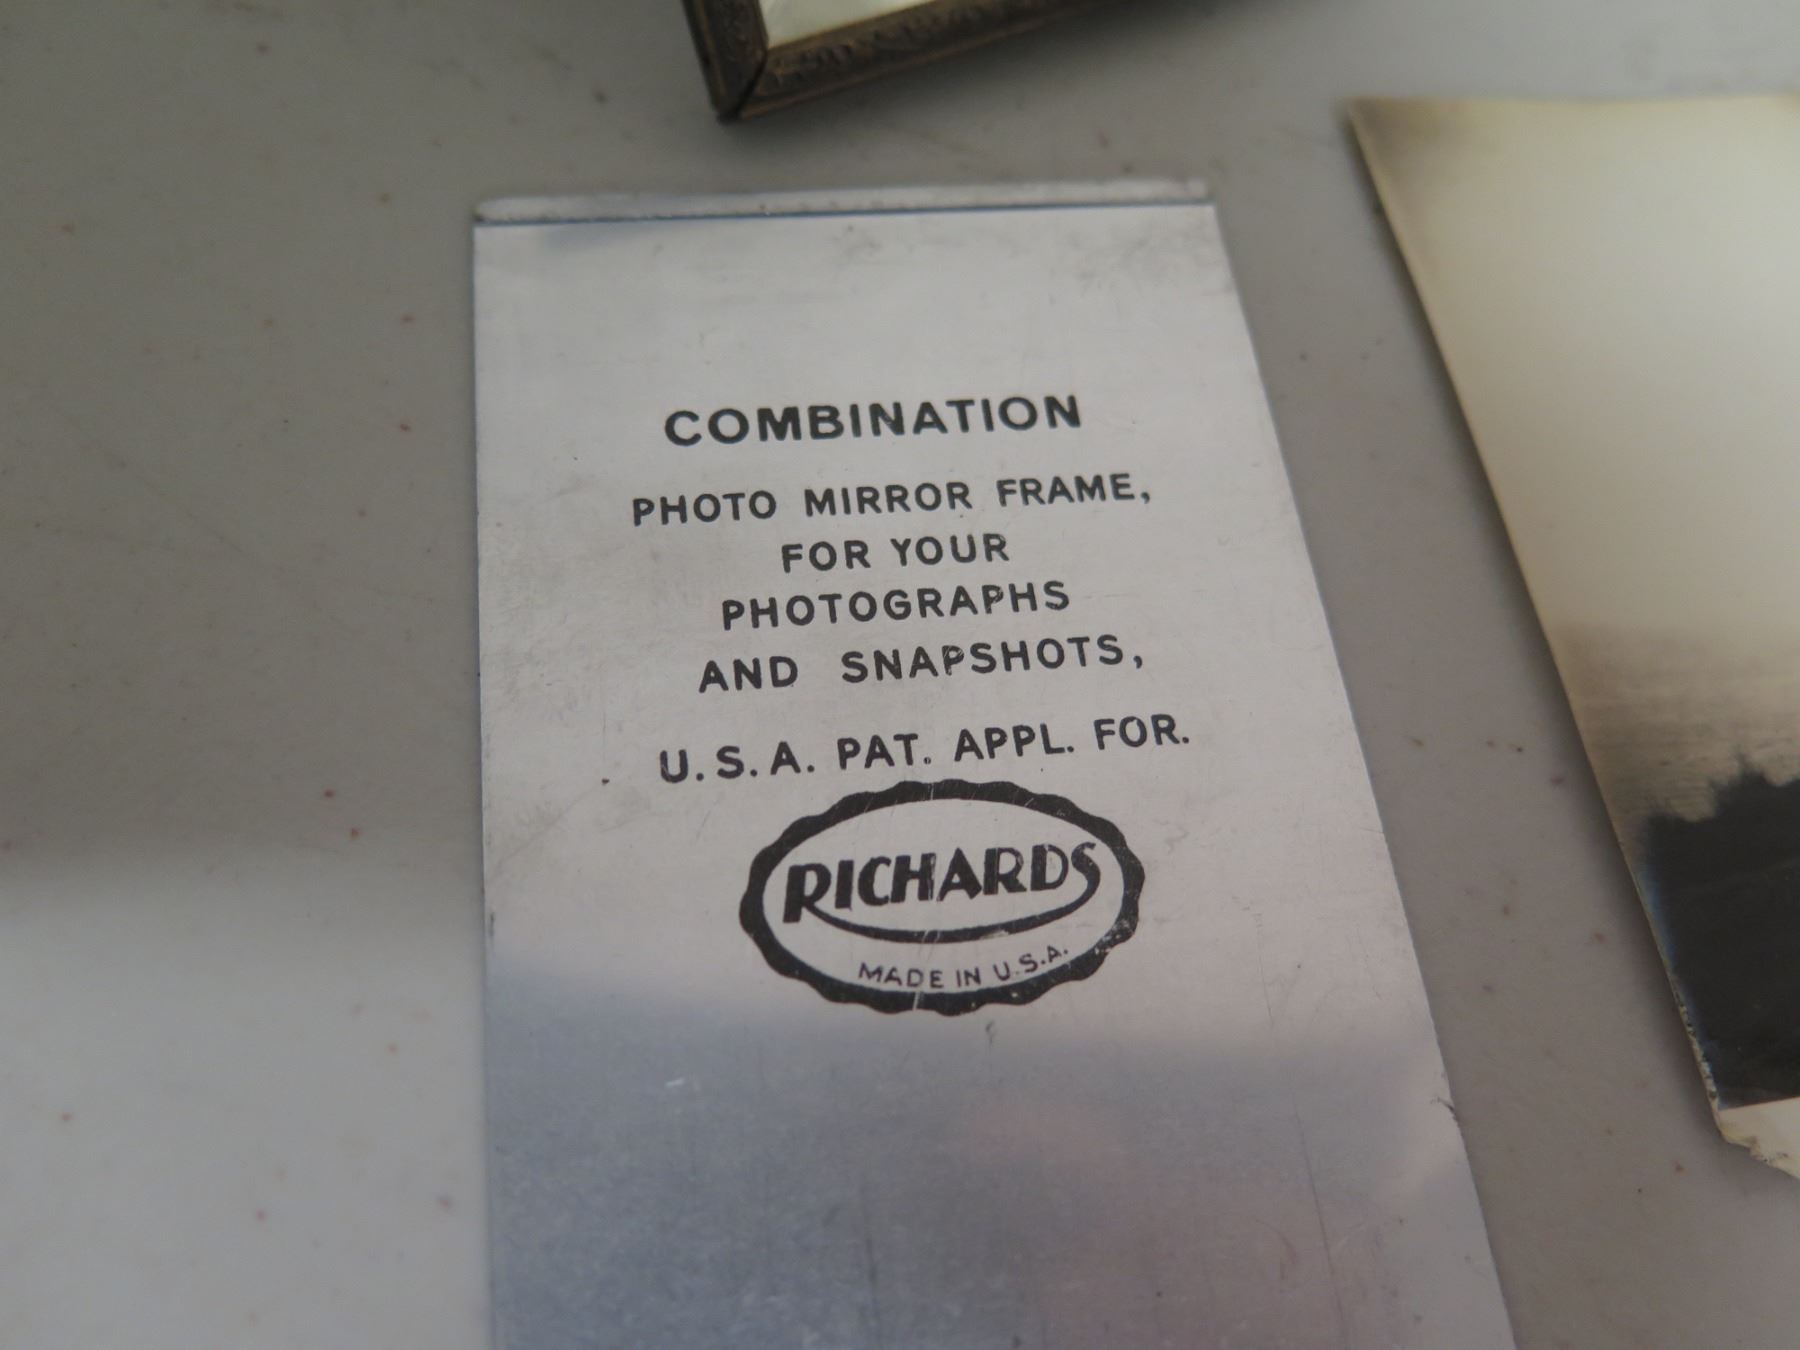 COMBINATION
PHOTO MIRROR FRAME,
FOR YOUR
PHOTOGRAPHS
AND SNAPSHOTS,
U.S.A. PAT. APPL. FOR.
RICHARDS
MADE IN U.S.A.